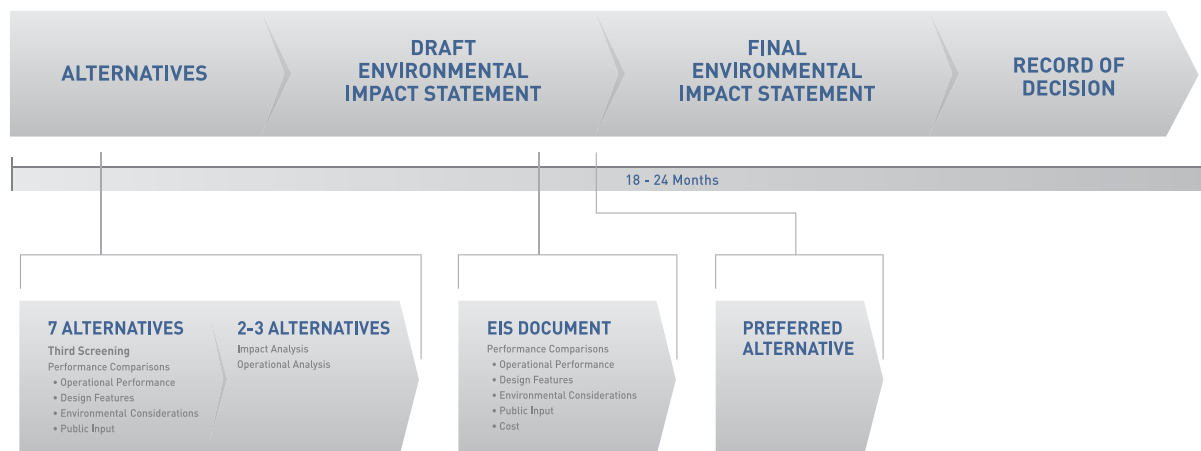 ALTERNATIVES
DRAFT
ENVIRONMENTAL
IMPACT STATEMENT
FINAL
ENVIRONMENTAL
IMPACT STATEMENT
RECORD OF
DECISION
18 - 24 Months
7 ALTERNATIVES
Third Screening
Performance Comparisons
• Operational Performance
• Design Features
• Environmental Considerations
• Public Input
2-3 ALTERNATIVES
Impact Analysis
Operational Analysis
EIS DOCUMENT
Performance Comparisons
• Operational Performance
• Design Features
• Environmental Considerations
• Public Input
• Cost
PREFERRED
ALTERNATIVE